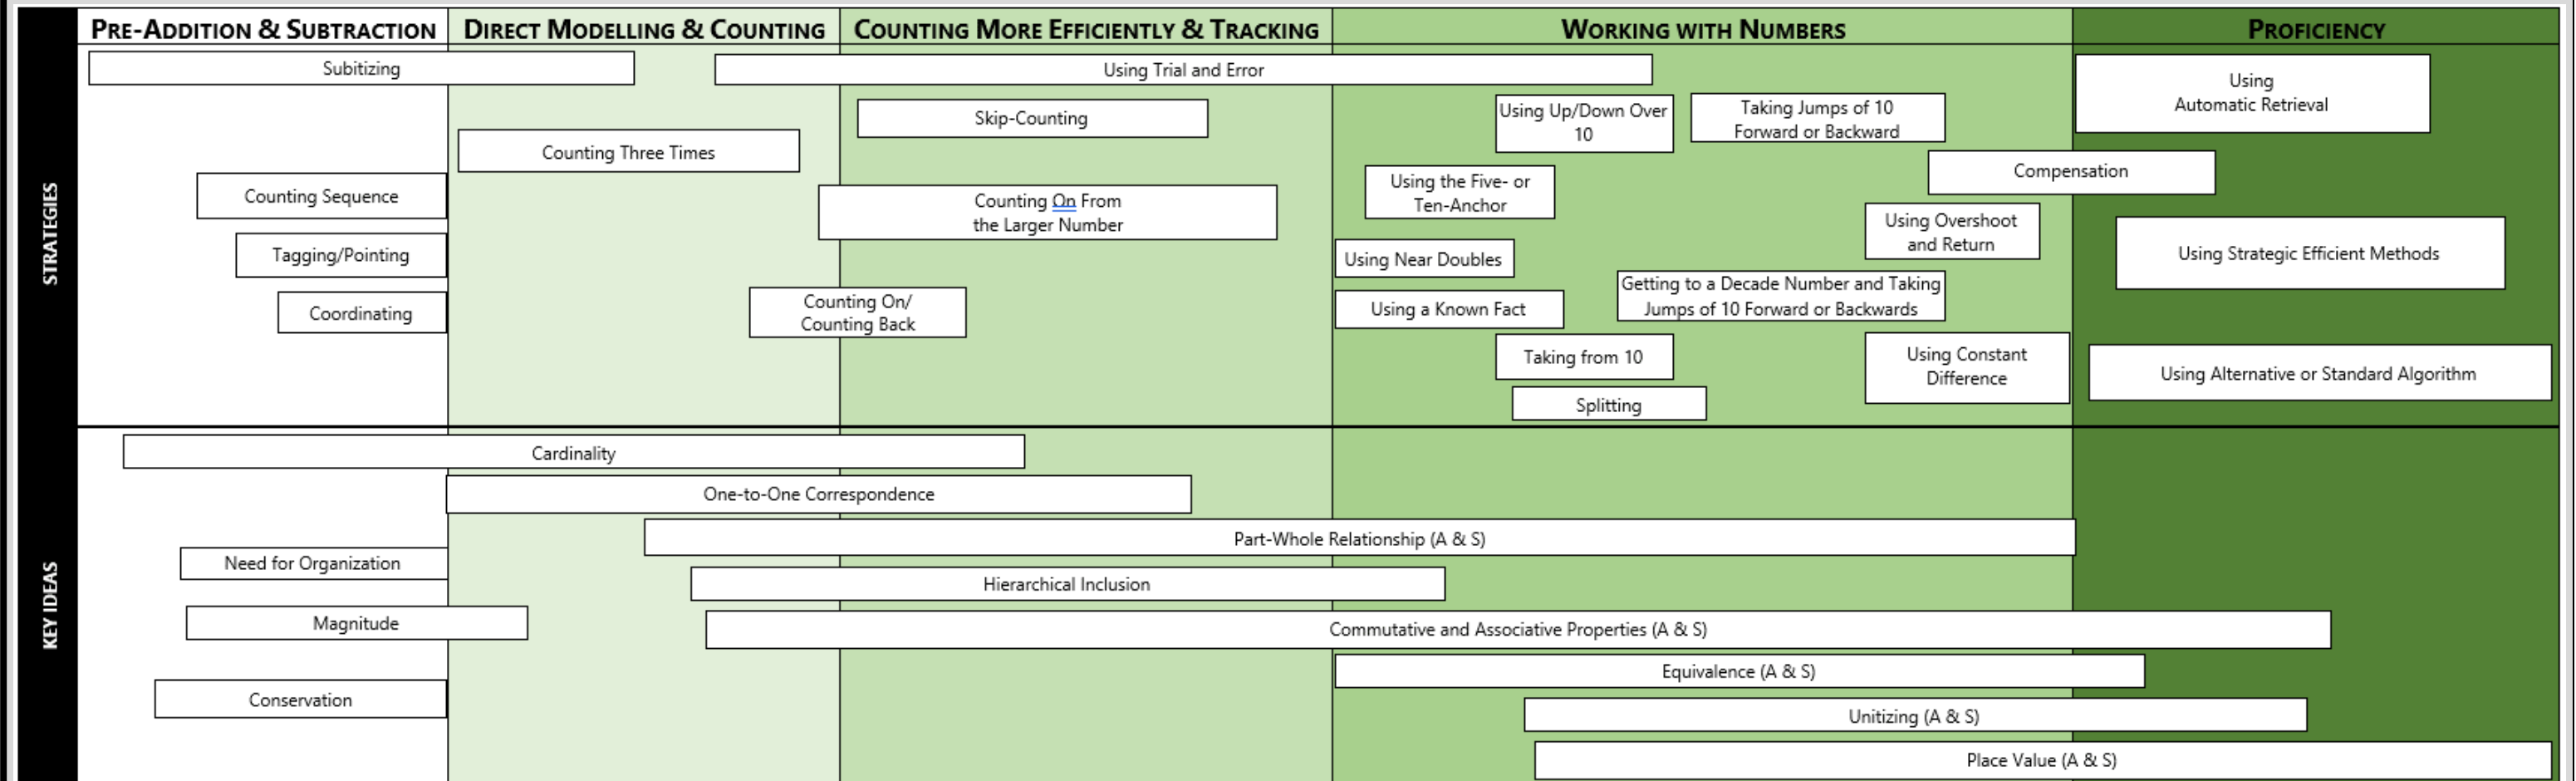 PRE-ADDITION & SUBTRACTION
DIRECT MODELLING & COUNTING
COUNTING MORE EFFICIENTLY & TRACKING
WORKING WITH NUMBERS
PROFICIENCY
STRATEGIES
Subitizing
Using Trial and Error
Using
Automatic Retrieval
Skip-Counting
Using Up/Down Over
10
Taking Jumps of 10
Forward or Backward
Counting Three Times
Compensation
Counting Sequence
Counting On From
the Larger Number
Using the Five- or
Ten-Anchor
Using Overshoot
and Return
Tagging/Pointing
Using Near Doubles
Using Strategic Efficient Methods
Coordinating
Counting On/
Counting Back
Using a Known Fact
Getting to a Decade Number and Taking
Jumps of 10 Forward or Backwards
Taking from 10
Using Constant
Difference
Using Alternative or Standard Algorithm
Splitting
KEY IDEAS
Cardinality
One-to-One Correspondence
Part-Whole Relationship (A & S)
Need for Organization
Hierarchical Inclusion
Magnitude
Commutative and Associative Properties (A & S)
Equivalence (A & S)
Conservation
Unitizing (A & S)
Place Value (A & S)